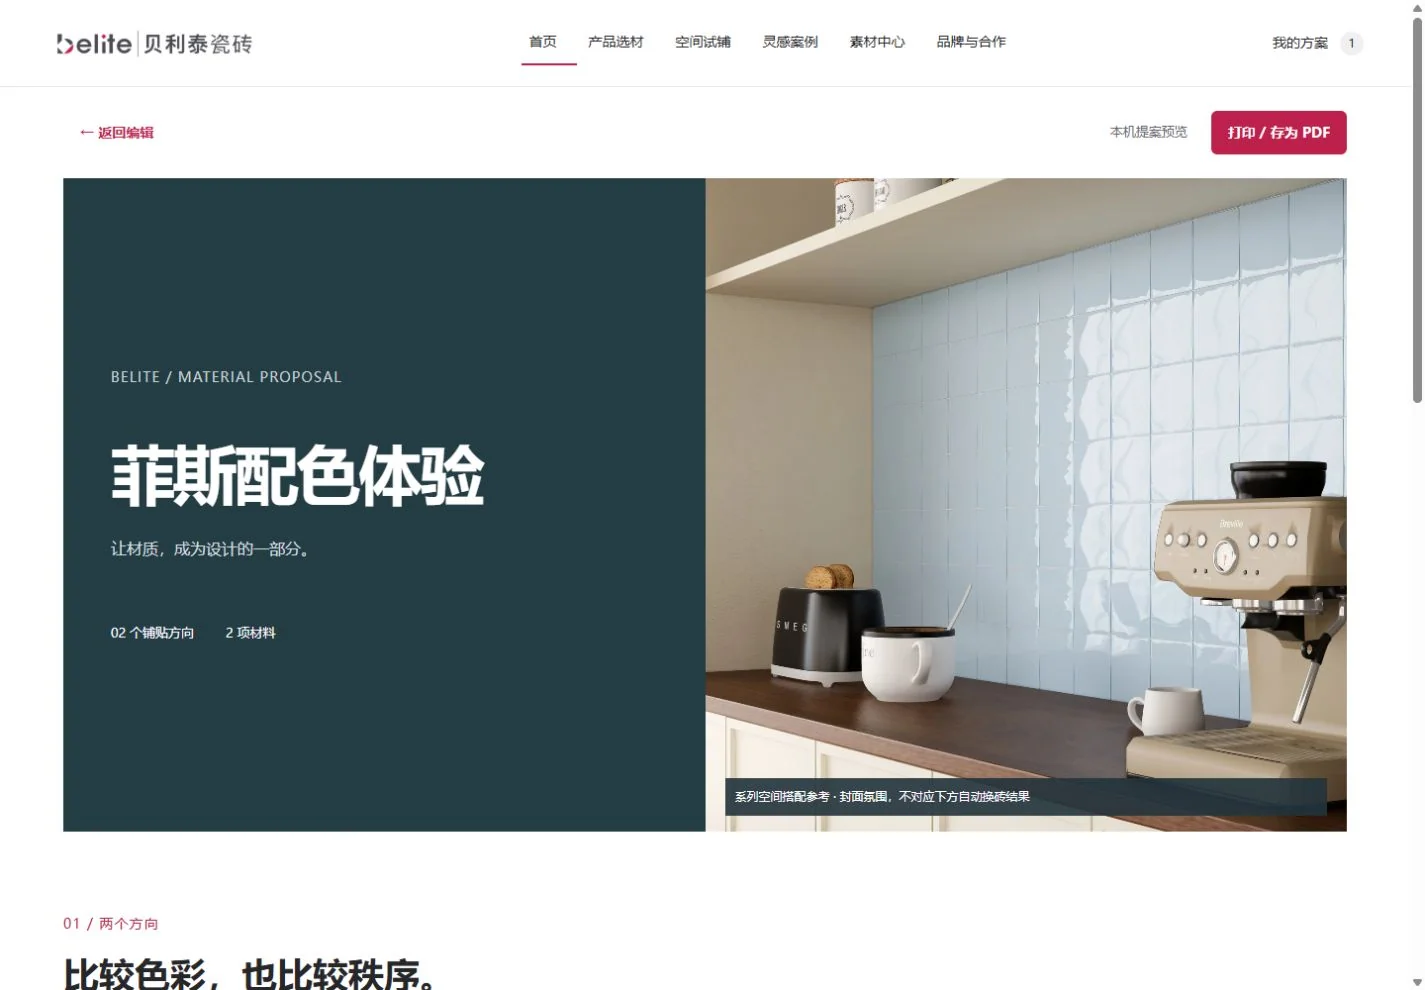 belite 贝利泰瓷砖
首页
产品选材
空间试铺
灵感案例
素材中心
品牌与合作
我的方案 1
← 返回编辑
本机提案预览
打印 / 存为 PDF
BELITE / MATERIAL PROPOSAL
菲斯配色体验
让材质，成为设计的一部分。
02 个铺贴方向
2 项材料
Breville
SMEG
系列空间搭配参考 · 封面氛围，不对应下方自动换砖结果
01 / 两个方向
比较色彩，也比较秩序。